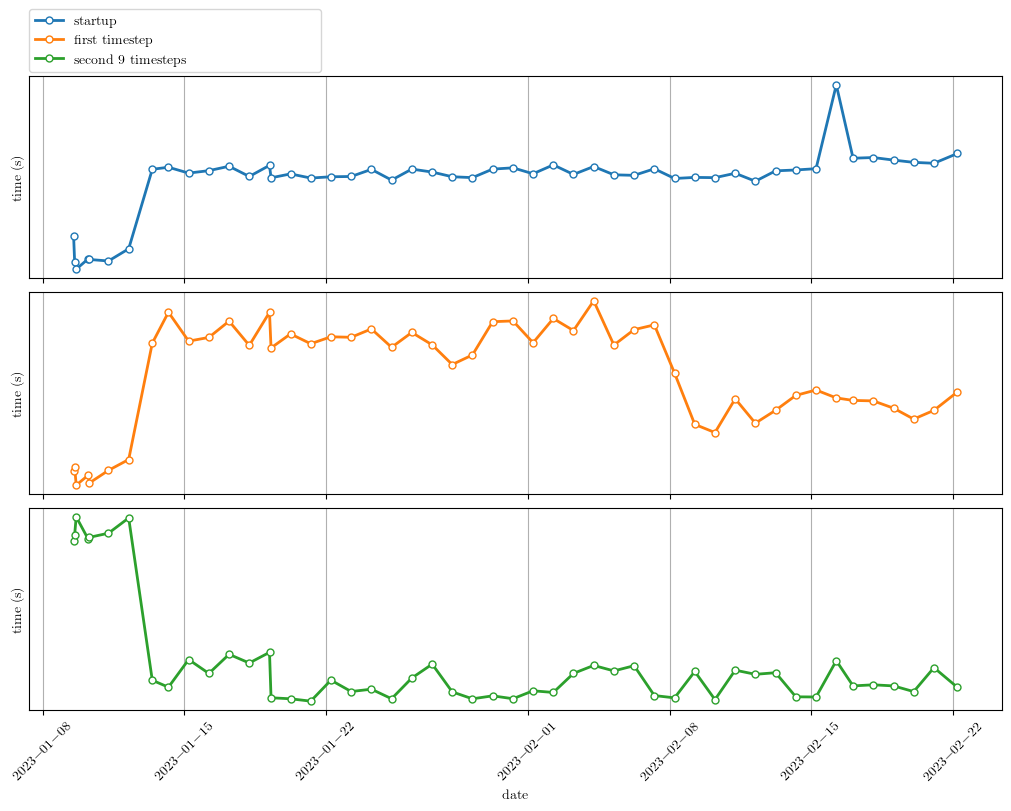 startup
first timestep
second 9 timesteps
time (s)
time (s)
time (s)
2023−01−08
2023−01−15
2023−01−22
2023−02−01
2023−02−08
2023−02−15
2023−02−22
date